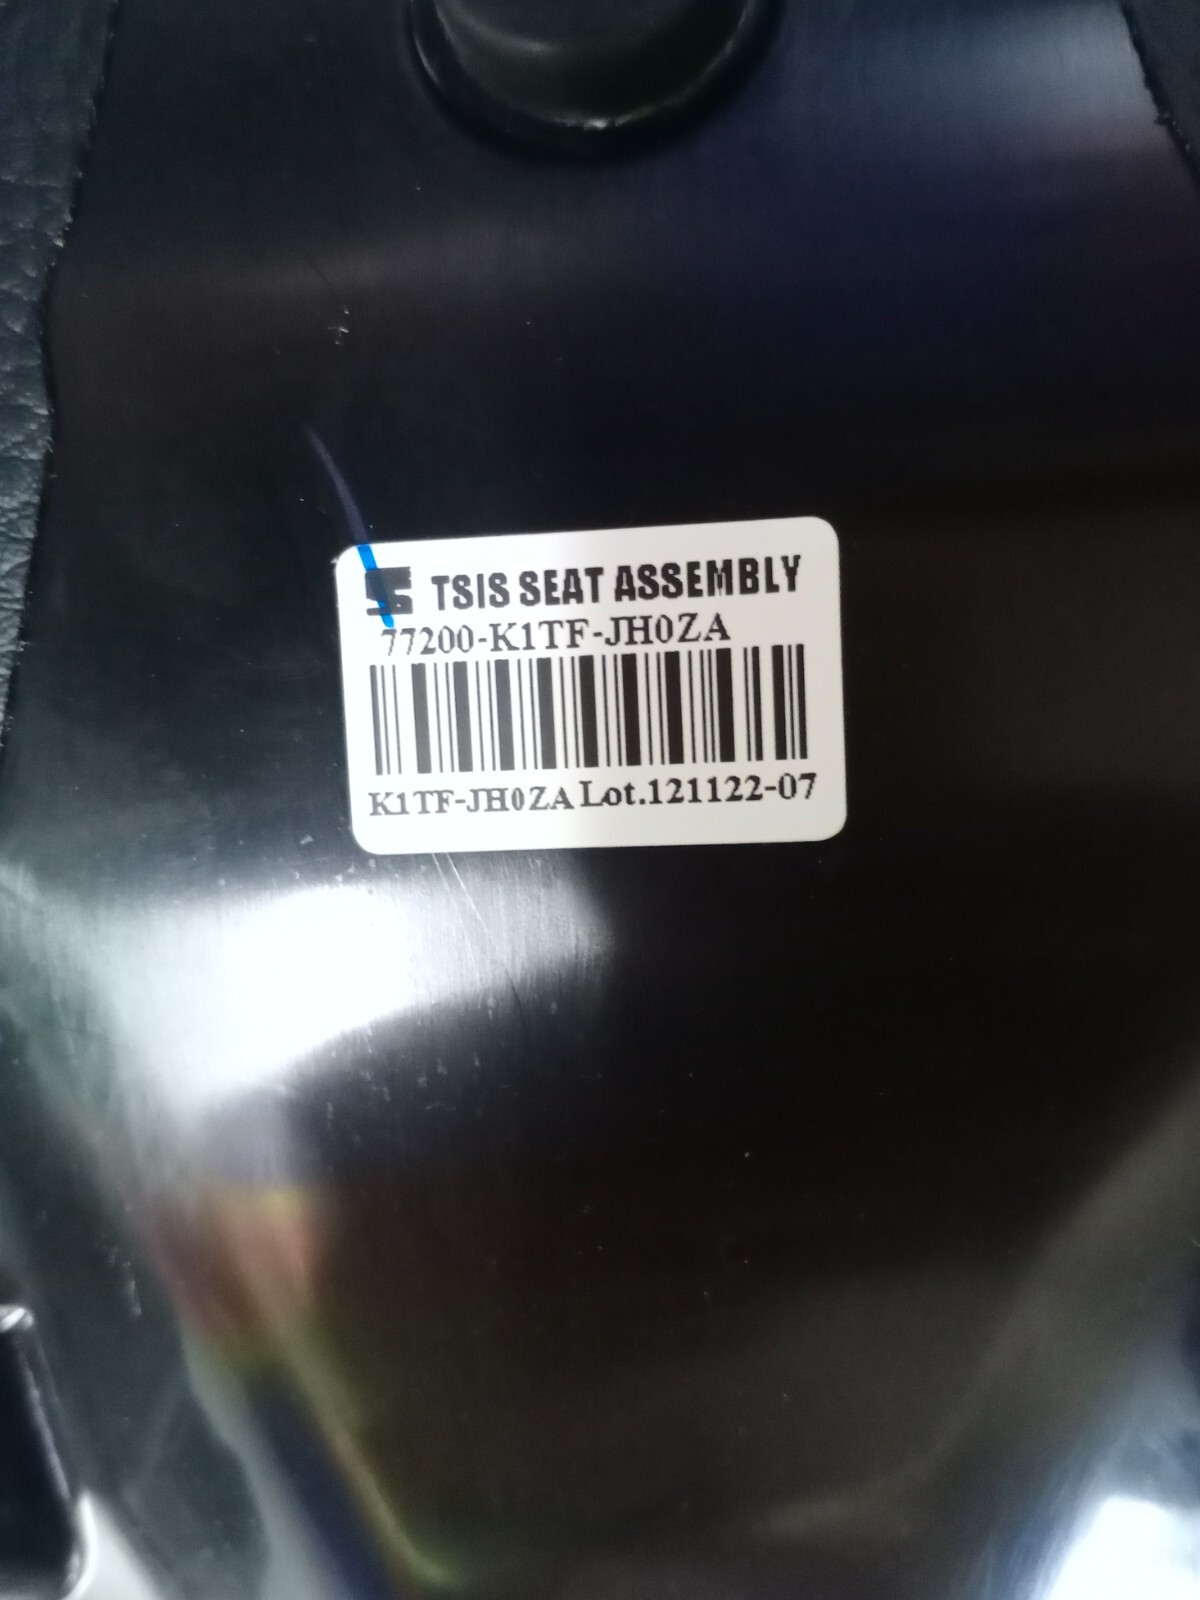 TSIS SEAT ASSEMBLY
77200-K1TF-JH0ZA
K1TF-JH0ZA Lot.121122-07